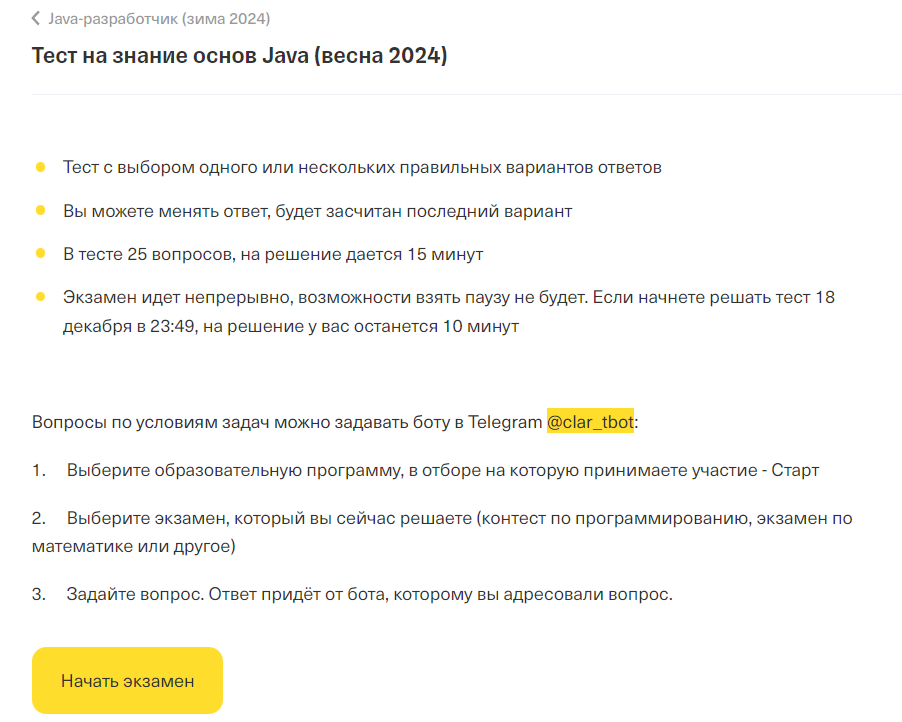 Java-разработчик (зима 2024)
Тест на знание основ Java (весна 2024)
Тест с выбором одного или нескольких правильных вариантов ответов
Вы можете менять ответ, будет засчитан последний вариант
В тесте 25 вопросов, на решение дается 15 минут
Экзамен идет непрерывно, возможности взять паузу не будет. Если начнете решать тест 18
декабря в 23:49, на решение у вас останется 10 минут
Вопросы по условиям задач можно задавать боту в Telegram @clar_tbot:
1. Выберите образовательную программу, в отборе на которую принимаете участие - Старт
2. Выберите экзамен, который вы сейчас решаете (контест по программированию, экзамен по
математике или другое)
3. Задайте вопрос. Ответ придёт от бота, которому вы адресовали вопрос.
Начать экзамен